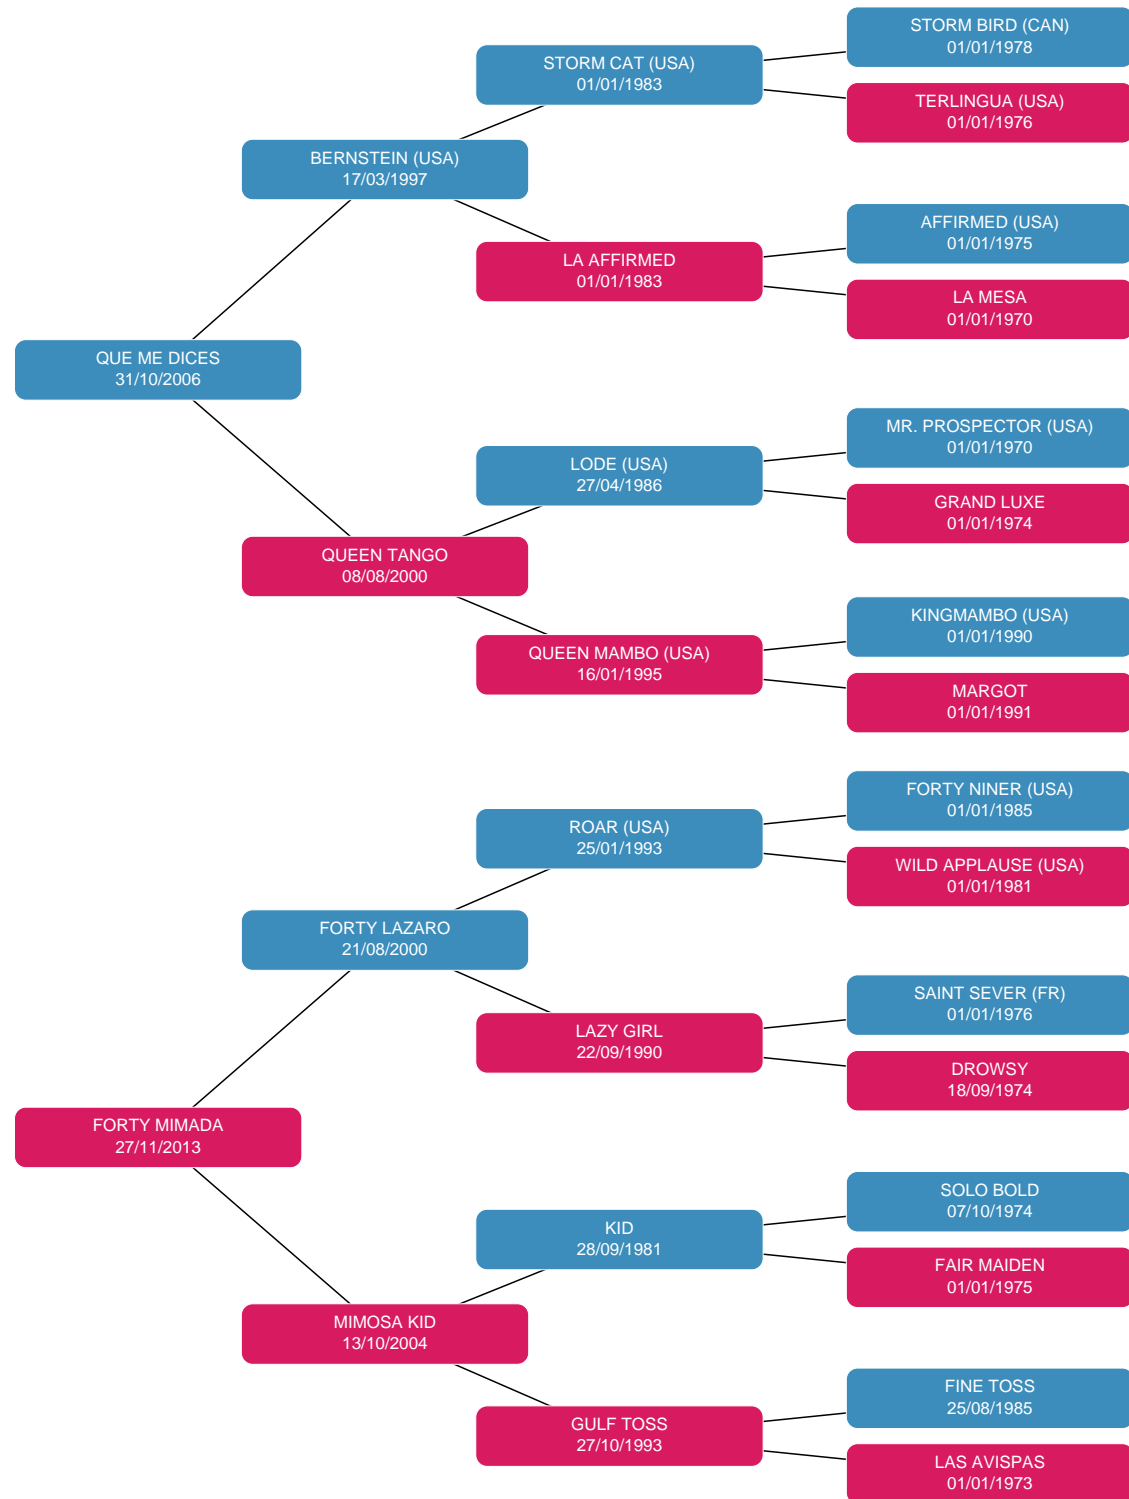 STORM BIRD (CAN)
01/01/1978
STORM CAT (USA)
01/01/1983
TERLINGUA (USA)
01/01/1976
BERNSTEIN (USA)
17/03/1997
AFFIRMED (USA)
01/01/1975
LA AFFIRMED
01/01/1983
LA MESA
01/01/1970
QUE ME DICES
31/10/2006
MR. PROSPECTOR (USA)
01/01/1970
LODE (USA)
27/04/1986
GRAND LUXE
01/01/1974
QUEEN TANGO
08/08/2000
KINGMAMBO (USA)
01/01/1990
QUEEN MAMBO (USA)
16/01/1995
MARGOT
01/01/1991
FORTY NINER (USA)
01/01/1985
ROAR (USA)
25/01/1993
WILD APPLAUSE (USA)
01/01/1981
FORTY LAZARO
21/08/2000
SAINT SEVER (FR)
01/01/1976
LAZY GIRL
22/09/1990
DROWSY
18/09/1974
FORTY MIMADA
27/11/2013
SOLO BOLD
07/10/1974
KID
28/09/1981
FAIR MAIDEN
01/01/1975
MIMOSA KID
13/10/2004
FINE TOSS
25/08/1985
GULF TOSS
27/10/1993
LAS AVISPAS
01/01/1973